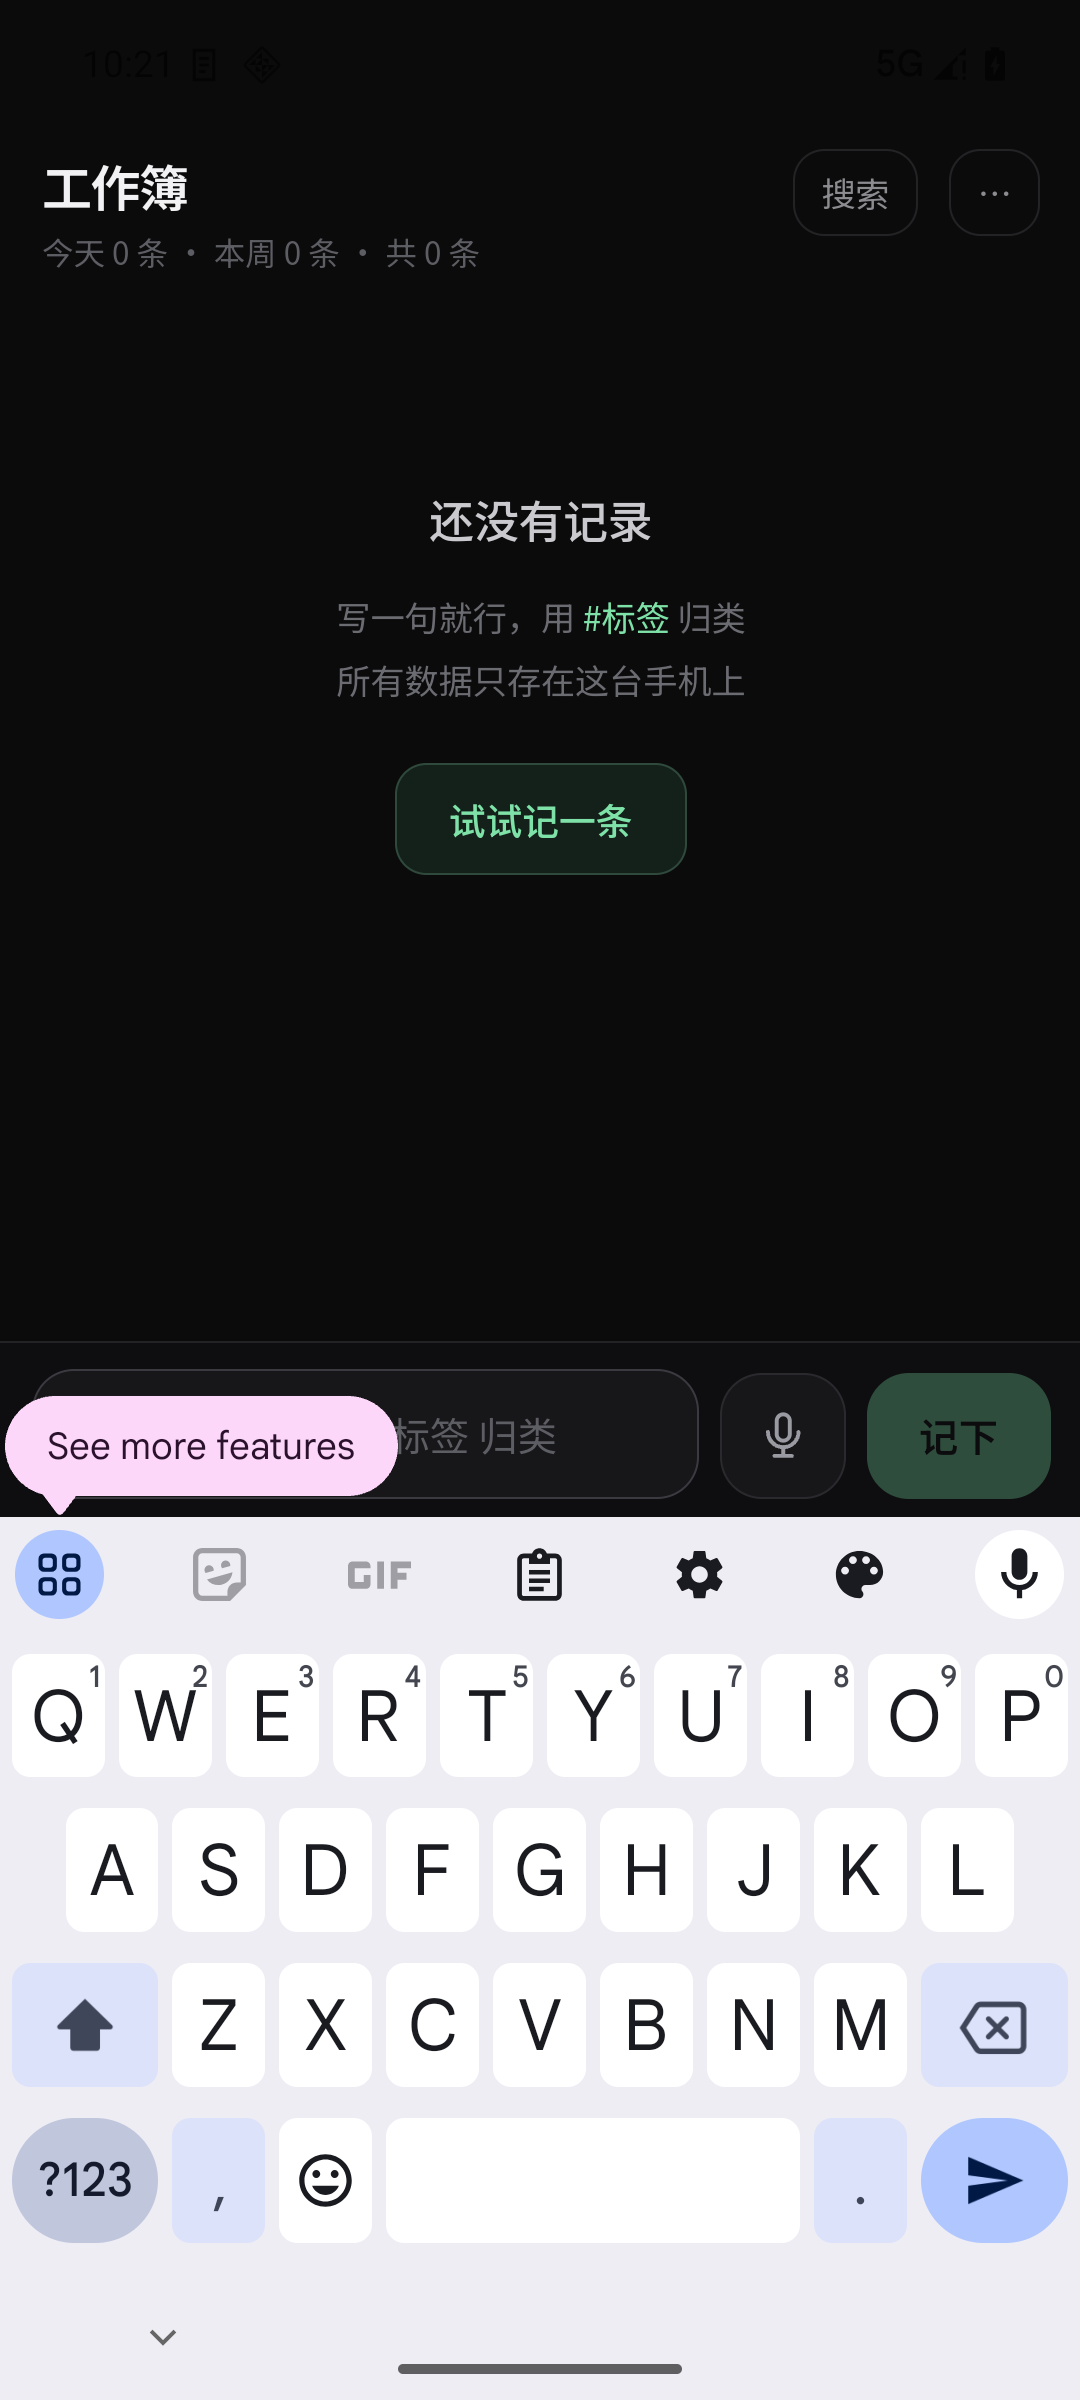 10:21
5G
工作簿
搜索
···
今天 0 条 · 本周 0 条 · 共 0 条
还没有记录
写一句就行，用 #标签 归类
所有数据只存在这台手机上
试试记一条
标签 归类
记下
See more features
GIF
Q 1 W 2 E 3 R 4 T 5 Y 6 U 7 I 8 O 9 P 0
A S D F G H J K L
Z X C V B N M
?123 , .